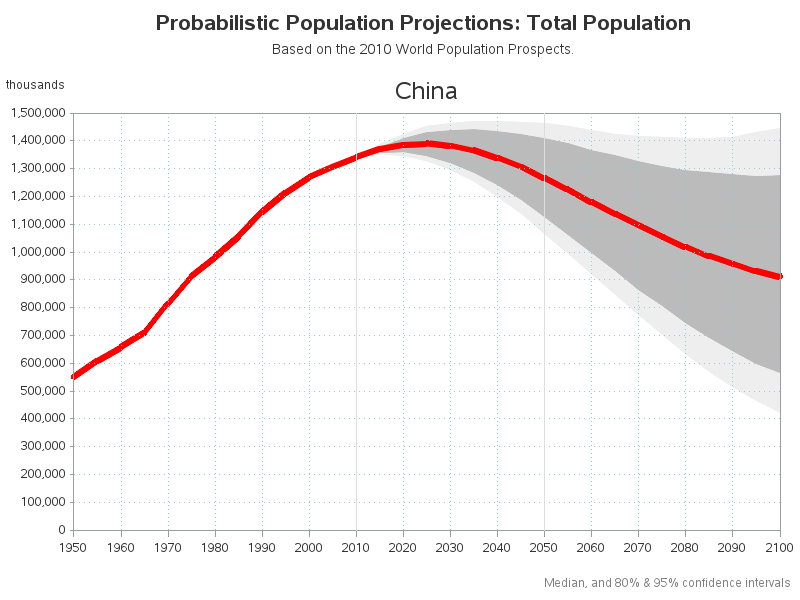 Probabilistic Population Projections: Total Population
Based on the 2010 World Population Prospects.
thousands
China
1,500,000
1,400,000
1,300,000
1,200,000
1,100,000
1,000,000
900,000
800,000
700,000
600,000
500,000
400,000
300,000
200,000
100,000
0
1950 1960 1970 1980 1990 2000 2010 2020 2030 2040 2050 2060 2070 2080 2090 2100
Median, and 80% & 95% confidence intervals